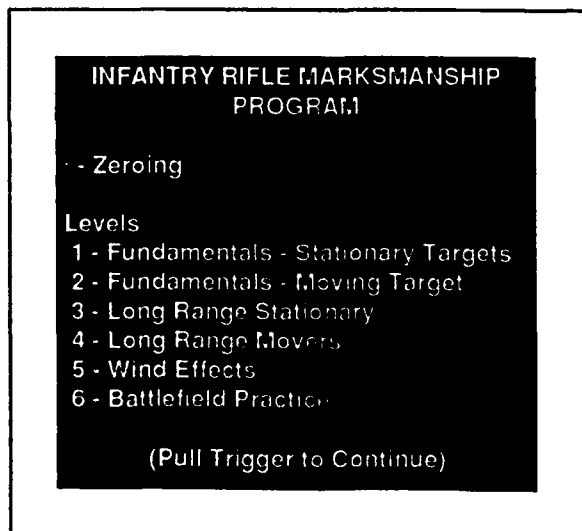 INFANTRY RIFLE MARKSMANSHIP
PROGRAM
- Zeroing
Levels
1 - Fundamentals - Stationary Targets
2 - Fundamentals - Moving Target
3 - Long Range Stationary
4 - Long Range Movers
5 - Wind Effects
6 - Battlefield Practice
(Pull Trigger to Continue)